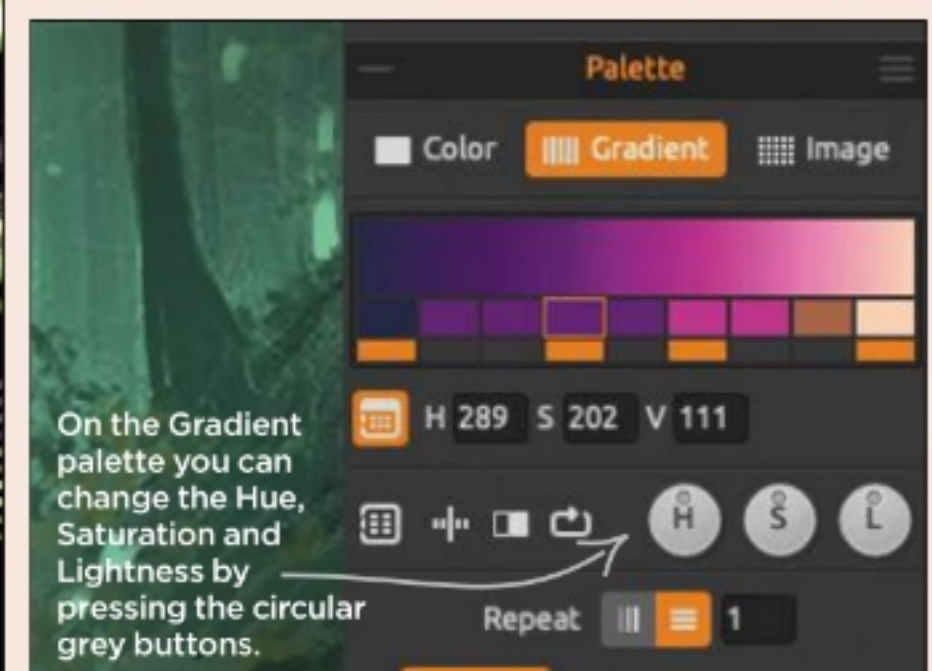 Palette
Color Gradient Image
H 289 S 202 V 111
H S L
Repeat 1
On the Gradient
palette you can
change the Hue,
Saturation and
Lightness by
pressing the circular
grey buttons.